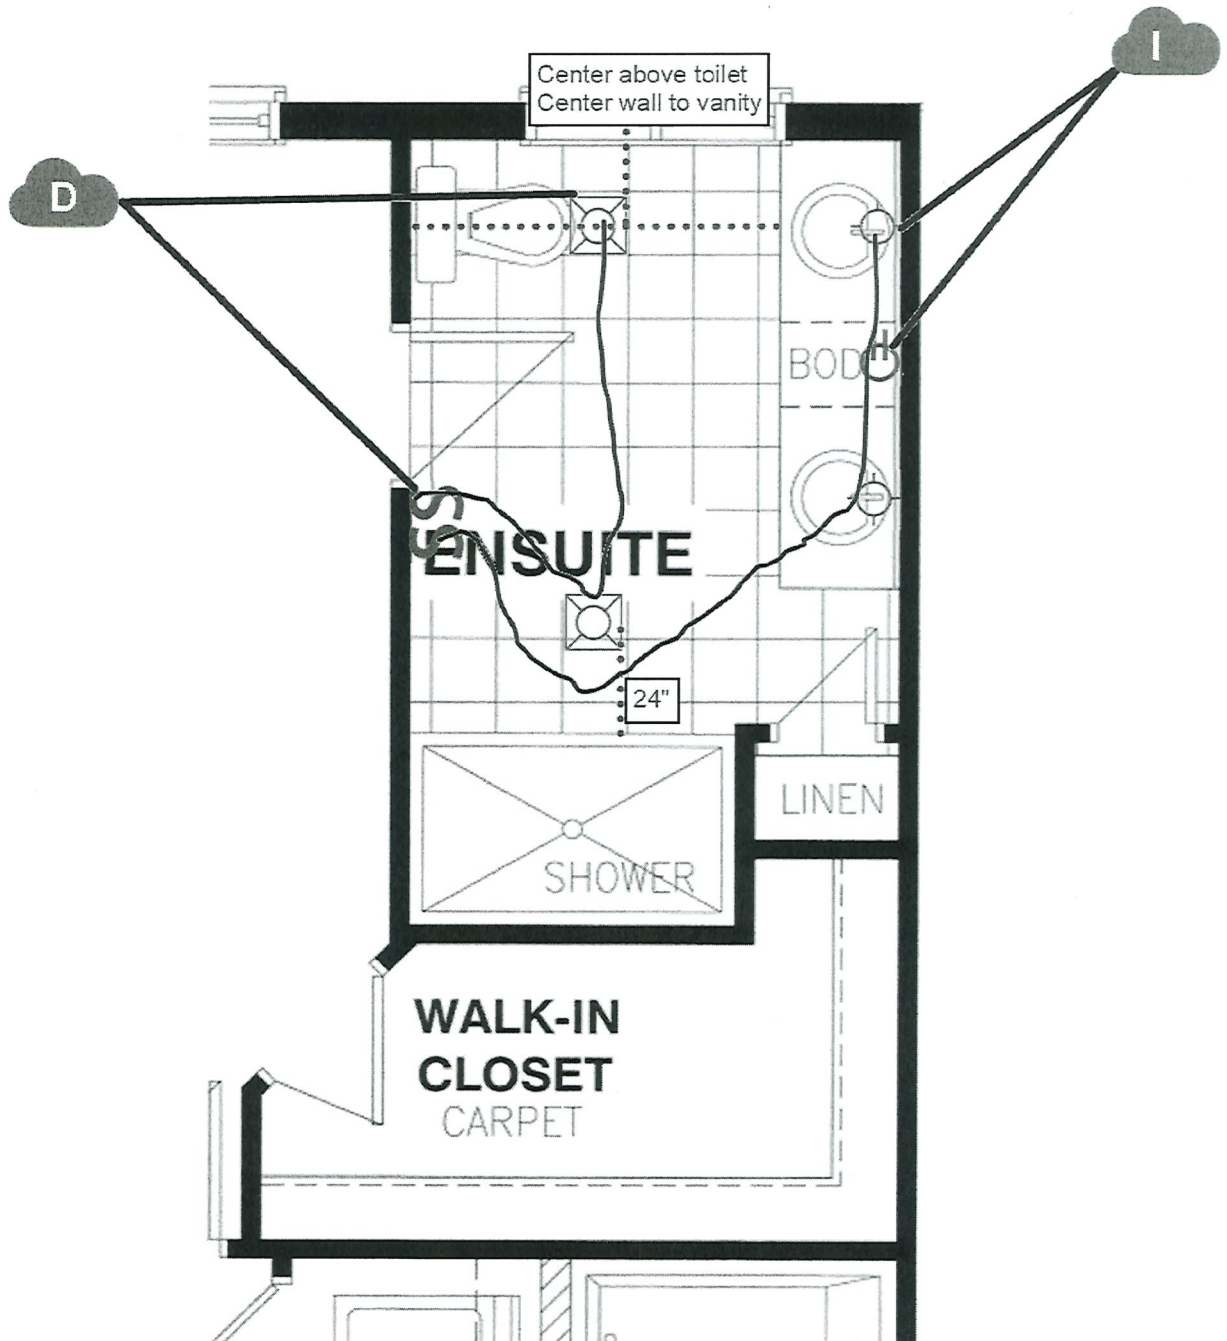 I
Center above toilet
Center wall to vanity
D
BOD
H
S
S
ENSUITE
24"
LINEN
SHOWER
WALK-IN
CLOSET
CARPET